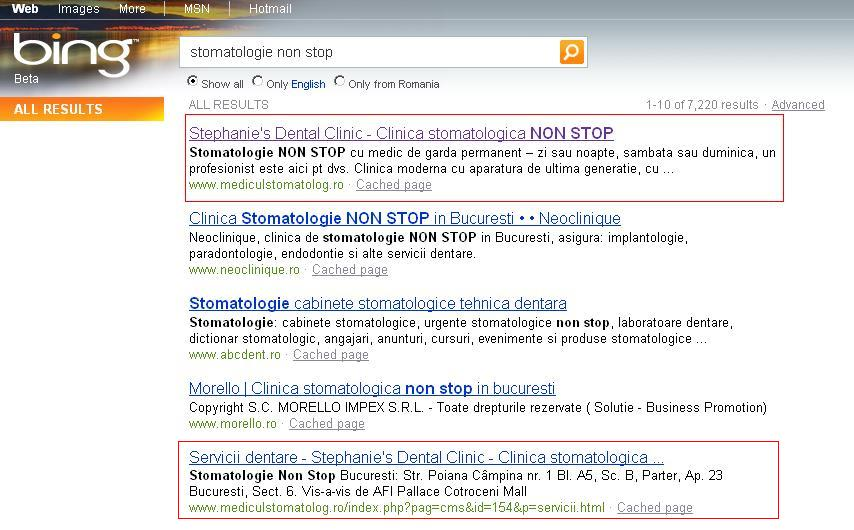 Web Images More | MSN | Hotmail
bing™
Beta
stomatologie non stop
Show all Only English Only from Romania
ALL RESULTS
ALL RESULTS 1-10 of 7,220 results · Advanced
Stephanie's Dental Clinic - Clinica stomatologica NON STOP
Stomatologie NON STOP cu medic de garda permanent – zi sau noapte, sambata sau duminica, un
profesionist este aici pt dvs. Clinica moderna cu aparatura de ultima generatie, cu ...
www.mediculstomatolog.ro · Cached page
Clinica Stomatologie NON STOP in Bucuresti • • Neoclinique
Neoclinique, clinica de stomatologie NON STOP in Bucuresti, asigura: implantologie,
paradontologie, endodontie si alte servicii dentare.
www.neoclinique.ro · Cached page
Stomatologie cabinete stomatologice tehnica dentara
Stomatologie: cabinete stomatologice, urgente stomatologice non stop, laboratoare dentare,
dictionar stomatologic, angajari, anunturi, cursuri, evenimente si produse stomatologice ...
www.abcdent.ro · Cached page
Morello | Clinica stomatologica non stop in bucuresti
Copyright S.C. MORELLO IMPEX S.R.L. - Toate drepturile rezervate ( Solutie - Business Promotion)
www.morello.ro · Cached page
Servicii dentare - Stephanie's Dental Clinic - Clinica stomatologica ...
Stomatologie Non Stop Bucuresti: Str. Poiana Câmpina nr. 1 Bl. A5, Sc. B, Parter, Ap. 23
Bucuresti, Sect. 6. Vis-a-vis de AFI Pallace Cotroceni Mall
www.mediculstomatolog.ro/index.php?pag=cms&id=154&p=servicii.html · Cached page